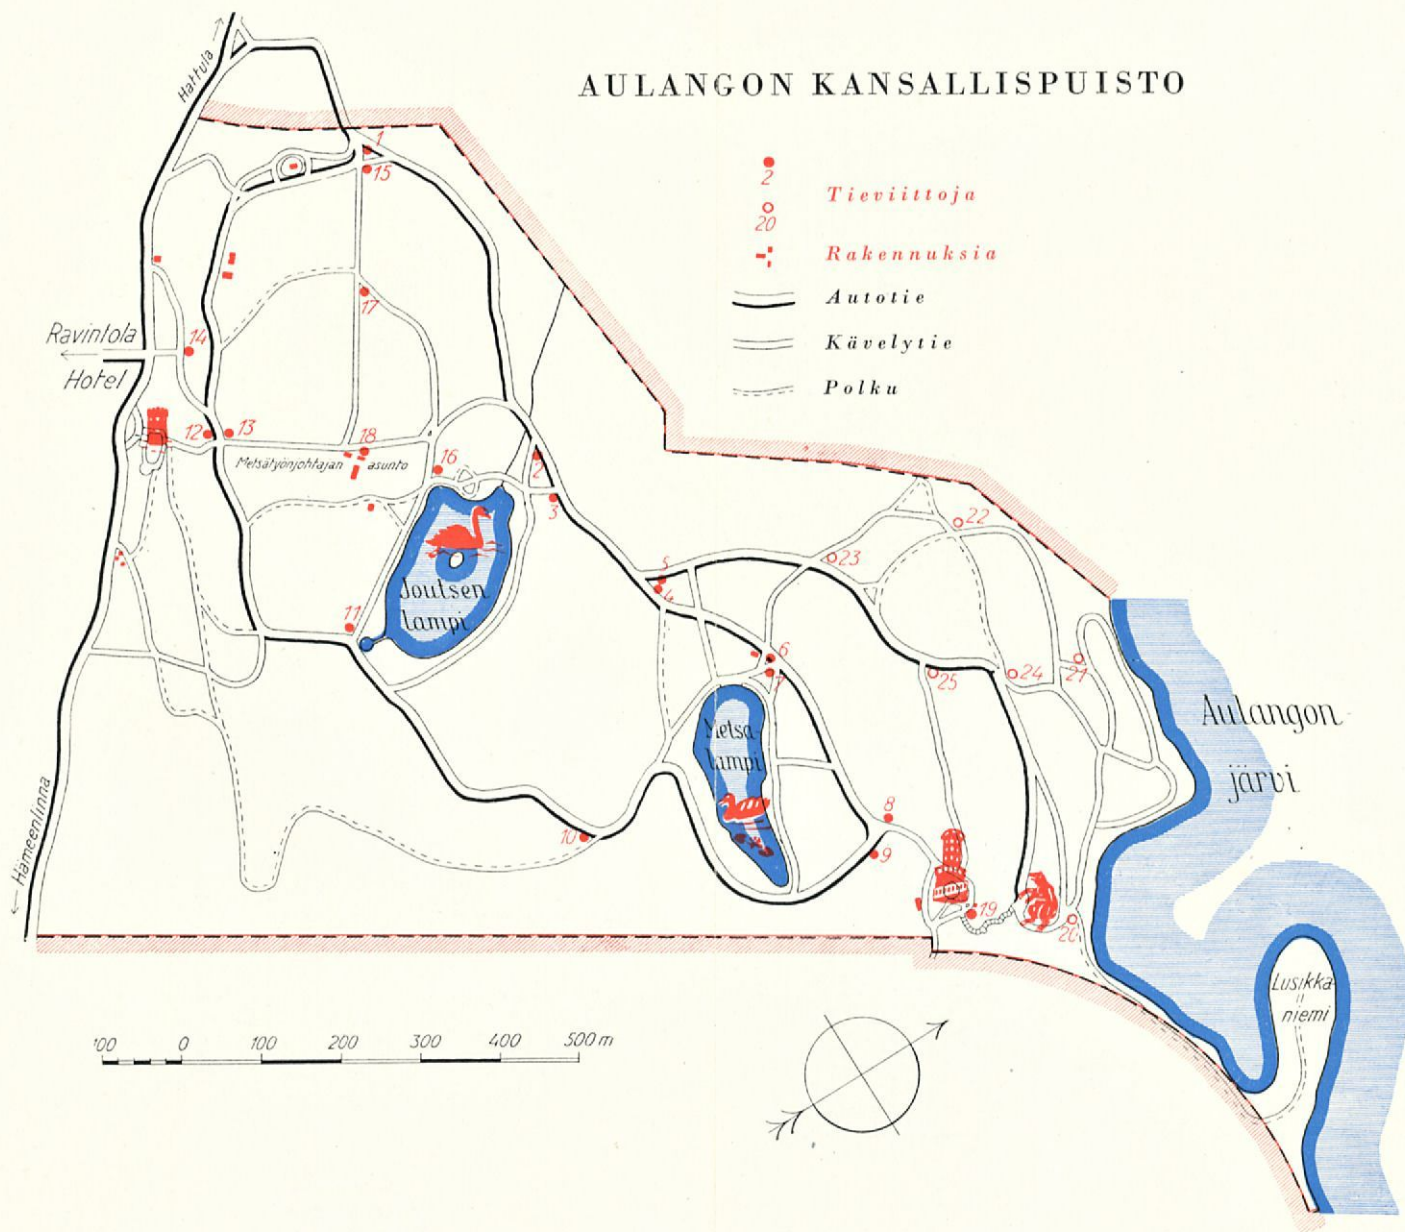 AULANGON KANSALLISPUISTO
2
20
Tieviittoja
Rakennuksia
Autotie
Kävelytie
Polku
Hattula
1
15
17
14
Ravintola
Hotel
12
13
18
Metsätyönjohtajan asunto
16
2
3
Joutsen
lampi
11
5
4
6
7
Metsä
lampi
23
22
25
24
21
Aulangon
järvi
8
9
10
19
20
Hämeenlinna
Lusikka
niemi
100 0 100 200 300 400 500 m